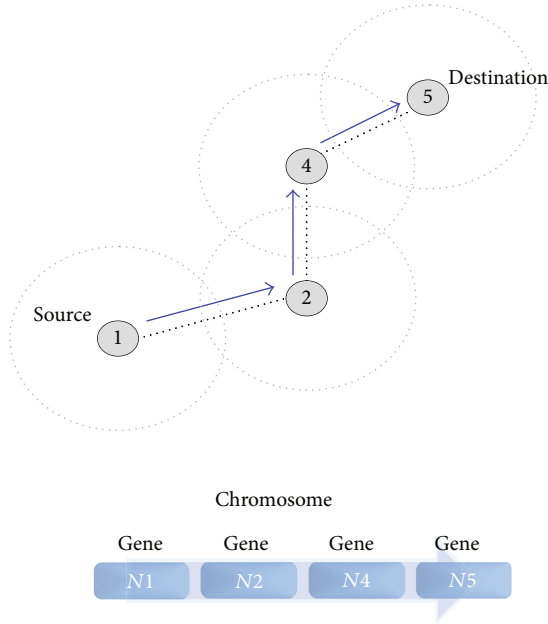 Destination
5
4
2
Source
1
Chromosome
Gene Gene Gene Gene
N1 N2 N4 N5